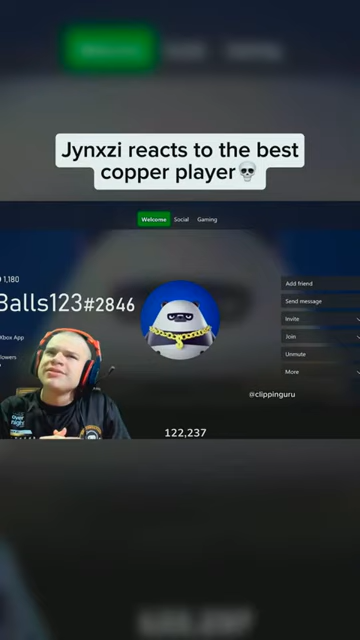 Jynxzi reacts to the best
copper player💀
Welcome Social Gaming
1,180
Add friend
Balls123#2846
Send message
Xbox App
Invite
Join
Unmute
More
@clippinguru
122,237